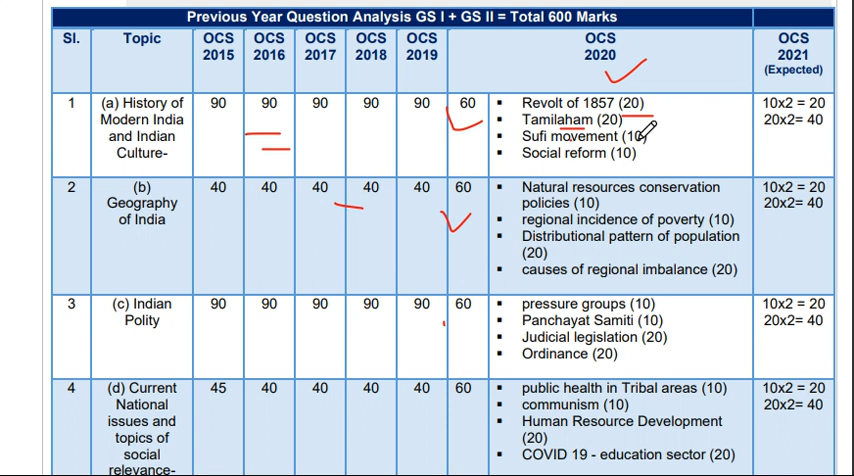 Previous Year Question Analysis GS I + GS II = Total 600 Marks
Sl. Topic OCS 2015 OCS 2016 OCS 2017 OCS 2018 OCS 2019 OCS 2020 OCS 2021 (Expected)
1 (a) History of Modern India and Indian Culture- 90 90 90 90 90 60
▪ Revolt of 1857 (20)
▪ Tamilaham (20)
▪ Sufi movement (10)
▪ Social reform (10)
10x2 = 20
20x2= 40
2 (b) Geography of India 40 40 40 40 40 60
▪ Natural resources conservation
policies (10)
▪ regional incidence of poverty (10)
▪ Distributional pattern of population
(20)
▪ causes of regional imbalance (20)
10x2 = 20
20x2= 40
3 (c) Indian Polity 90 90 90 90 90 60
▪ pressure groups (10)
▪ Panchayat Samiti (10)
▪ Judicial legislation (20)
▪ Ordinance (20)
10x2 = 20
20x2= 40
4 (d) Current National issues and topics of social relevance- 45 40 40 40 40 60
▪ public health in Tribal areas (10)
▪ communism (10)
▪ Human Resource Development
(20)
▪ COVID 19 - education sector (20)
10x2 = 20
20x2= 40